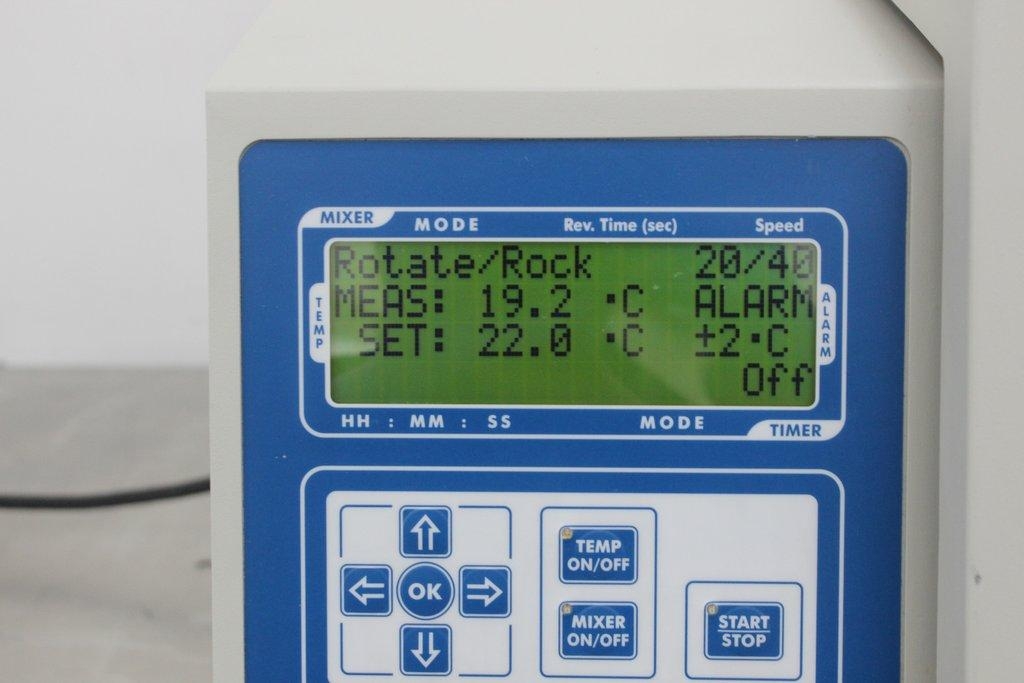 MIXER MODE Rev. Time (sec) Speed
Rotate/Rock 20/40
TEMP
MEAS: 19.2 °C ALARM
SET: 22.0 °C ±2°C
ALARM
Off
HH : MM : SS MODE TIMER
TEMP
ON/OFF
OK
MIXER
ON/OFF
START
STOP